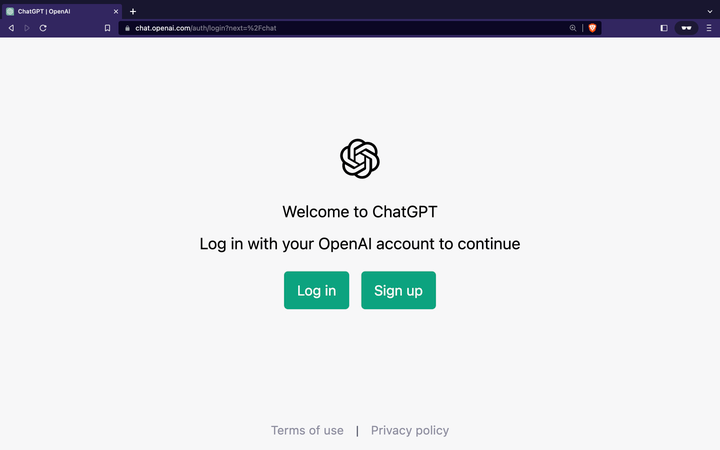 ChatGPT | OpenAI
chat.openai.com/auth/login?next=%2Fchat
Welcome to ChatGPT
Log in with your OpenAI account to continue
Log in
Sign up
Terms of use | Privacy policy